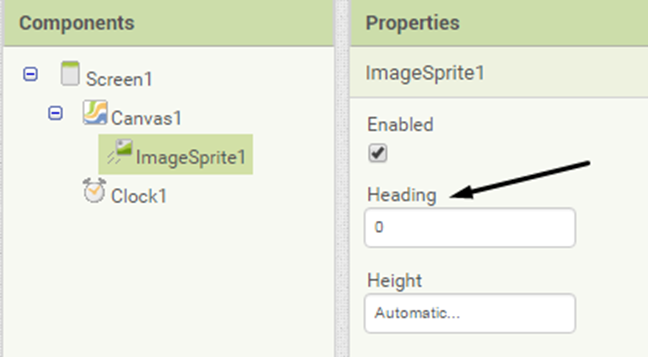 Components
Screen1
Canvas1
ImageSprite1
Clock1
Properties
ImageSprite1
Enabled
Heading
0
Height
Automatic...